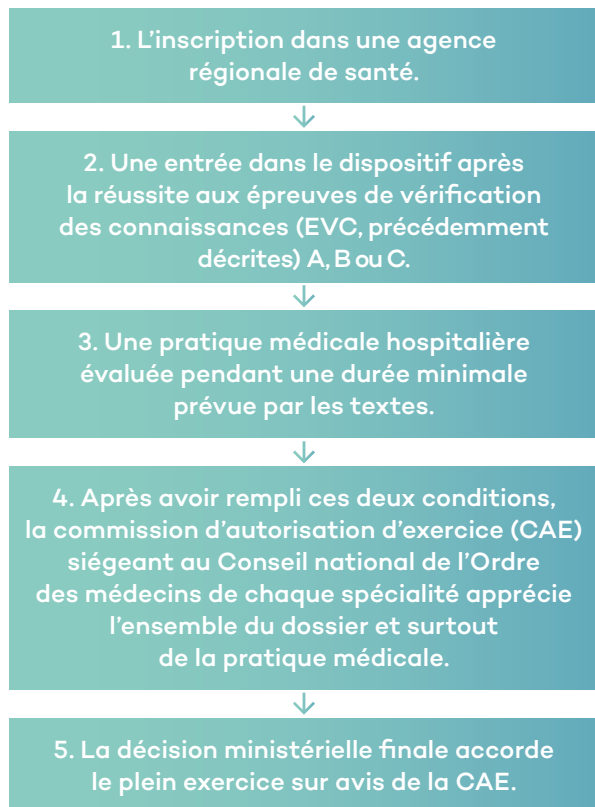 1. L’inscription dans une agence
régionale de santé.
2. Une entrée dans le dispositif après
la réussite aux épreuves de vérification
des connaissances (EVC, précédemment
décrites) A, B ou C.
3. Une pratique médicale hospitalière
évaluée pendant une durée minimale
prévue par les textes.
4. Après avoir rempli ces deux conditions,
la commission d’autorisation d’exercice (CAE)
siégeant au Conseil national de l’Ordre
des médecins de chaque spécialité apprécie
l’ensemble du dossier et surtout
de la pratique médicale.
5. La décision ministérielle finale accorde
le plein exercice sur avis de la CAE.